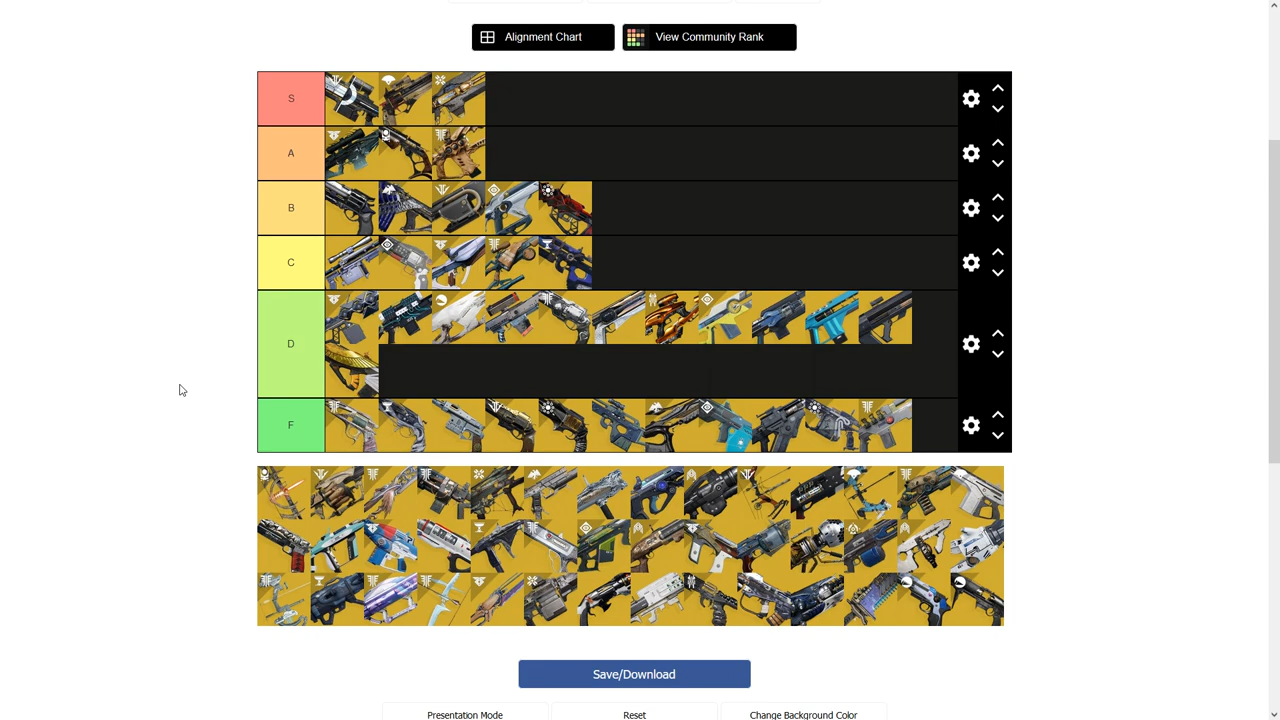 Alignment Chart
View Community Rank
S
A
B
C
D
F
Save/Download
Presentation Mode
Reset
Change Background Color